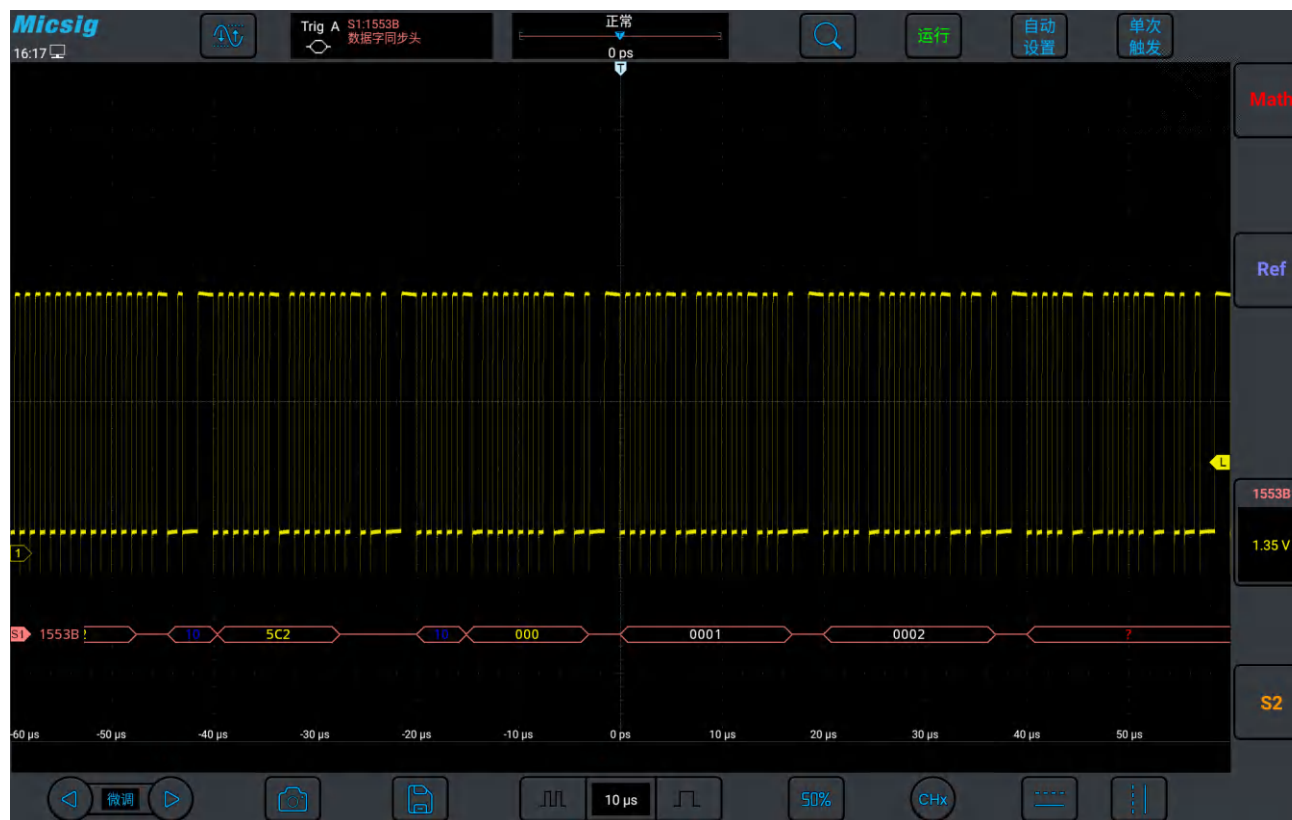 Micsig
16:17
Trig A S1:1553B
数据字同步头
正常
0 ps
运行
自动
设置
单次
触发
T
Math
Ref
L
1553B
1.35 V
1
S1 1553B 10 5C2 10 000 0001 0002 ?
S2
-60 µs -50 µs -40 µs -30 µs -20 µs -10 µs 0 ps 10 µs 20 µs 30 µs 40 µs 50 µs
微调
10 µs
50%
CHx